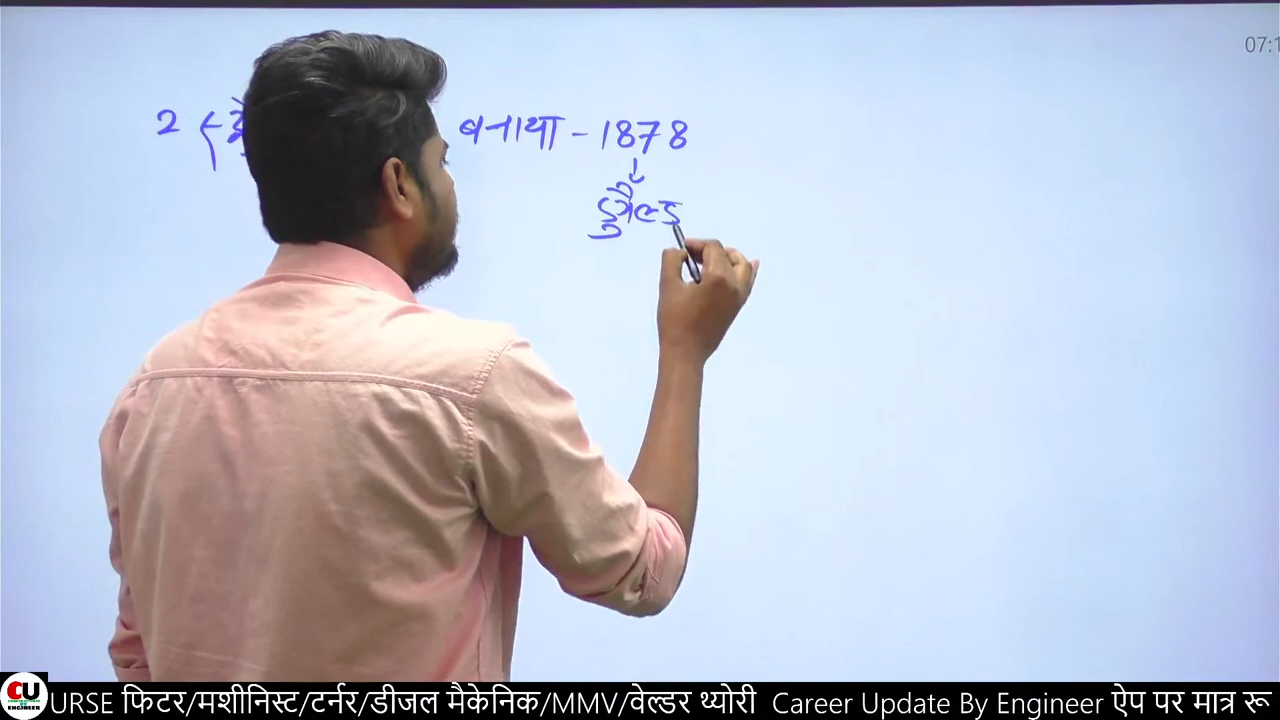 07:1
2 बनाया - 1878
डुगैल्ड
CU
ENGINEER
URSE फिटर/मशीनिस्ट/टर्नर/डीजल मैकेनिक/MMV/वेल्डर थ्योरी Career Update By Engineer ऐप पर मात्र रू